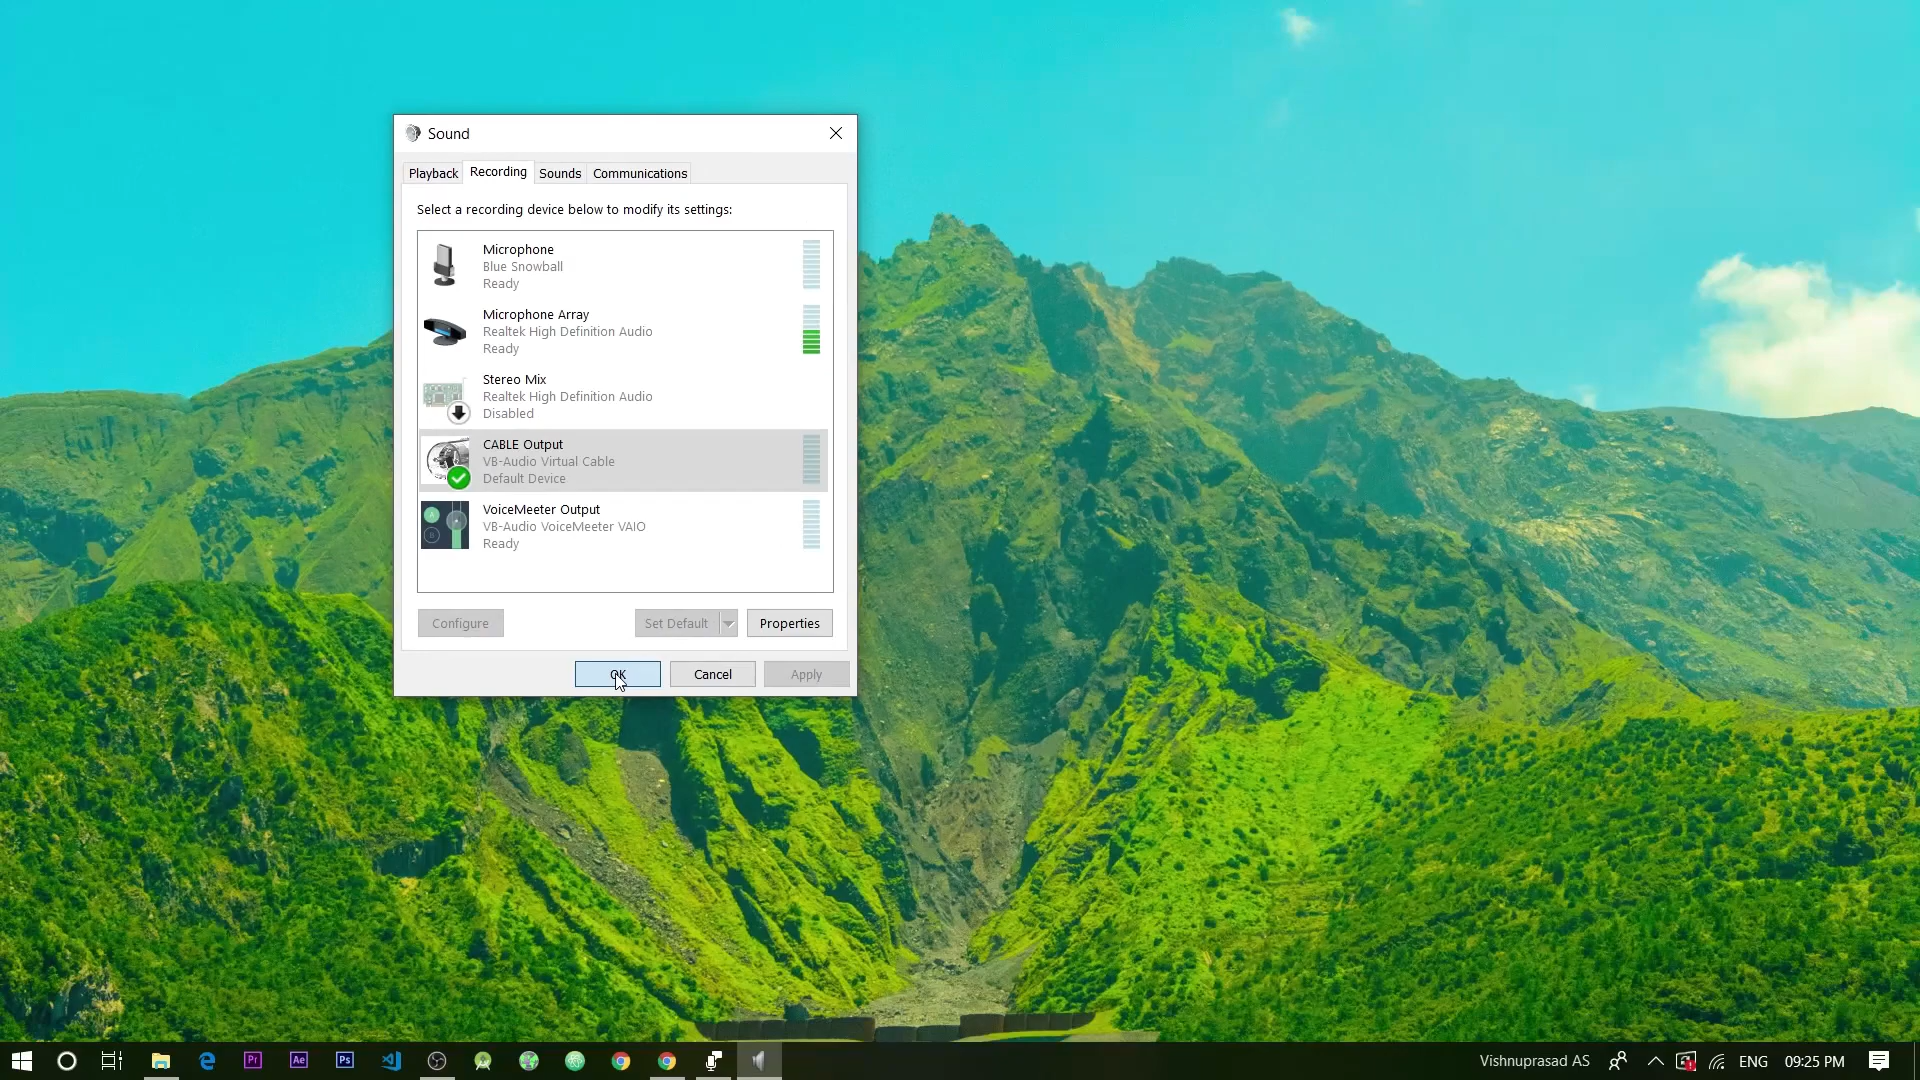 Sound
Playback
Recording
Sounds
Communications
Select a recording device below to modify its settings:
Microphone
Blue Snowball
Ready
Microphone Array
Realtek High Definition Audio
Ready
Stereo Mix
Realtek High Definition Audio
Disabled
CABLE Output
VB-Audio Virtual Cable
Default Device
A
B
VoiceMeeter Output
VB-Audio VoiceMeeter VAIO
Ready
Configure
Set Default
Properties
OK
Cancel
Apply
Pr
Ae
Ps
Vishnuprasad AS
ENG
09:25 PM